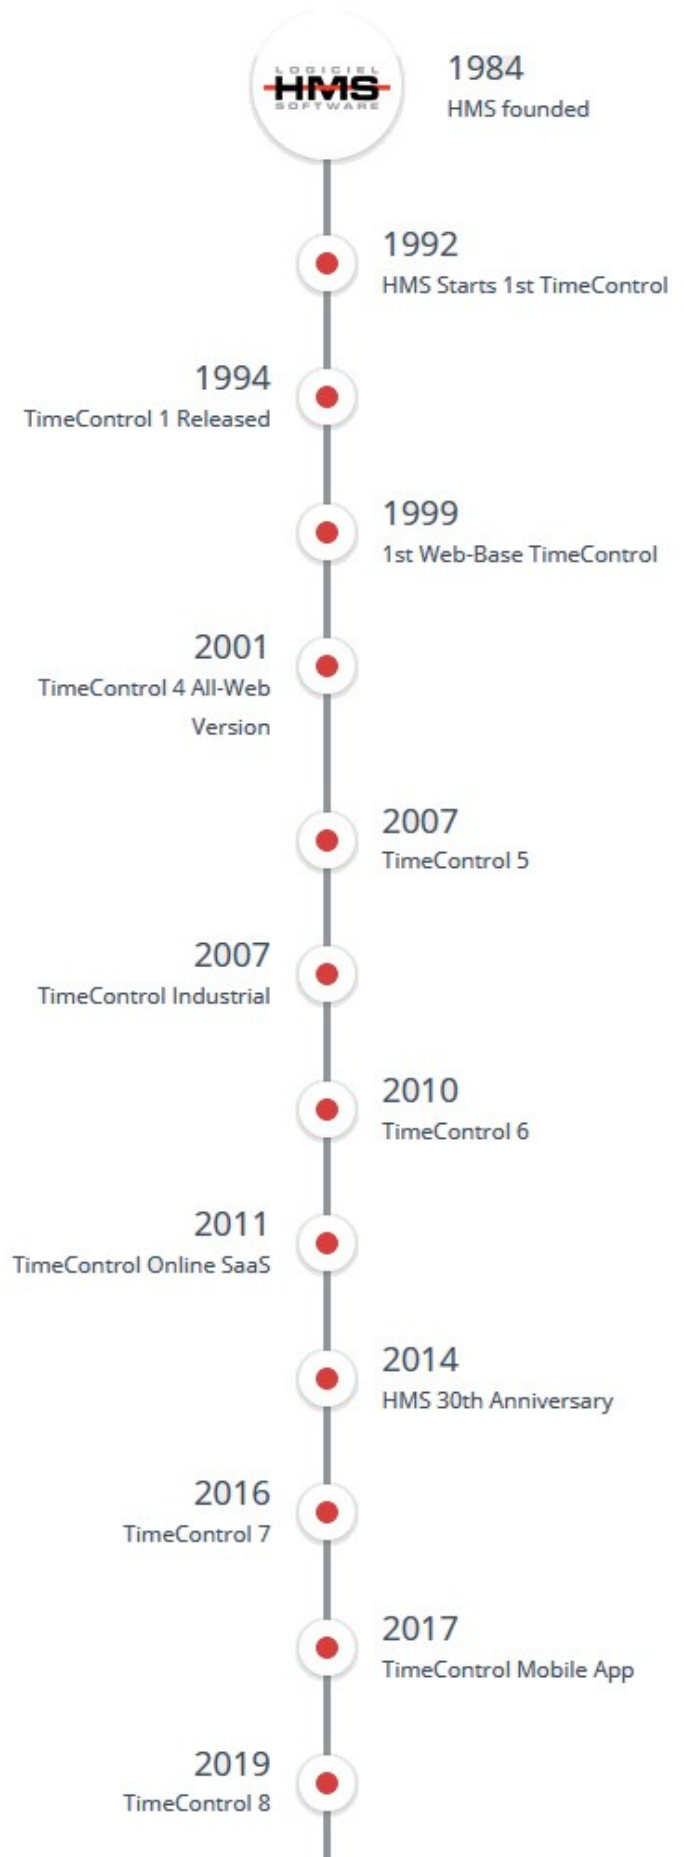 LOGICIEL
HMS
SOFTWARE
1984
HMS founded
1992
HMS Starts 1st TimeControl
1994
TimeControl 1 Released
1999
1st Web-Base TimeControl
2001
TimeControl 4 All-Web
Version
2007
TimeControl 5
2007
TimeControl Industrial
2010
TimeControl 6
2011
TimeControl Online SaaS
2014
HMS 30th Anniversary
2016
TimeControl 7
2017
TimeControl Mobile App
2019
TimeControl 8